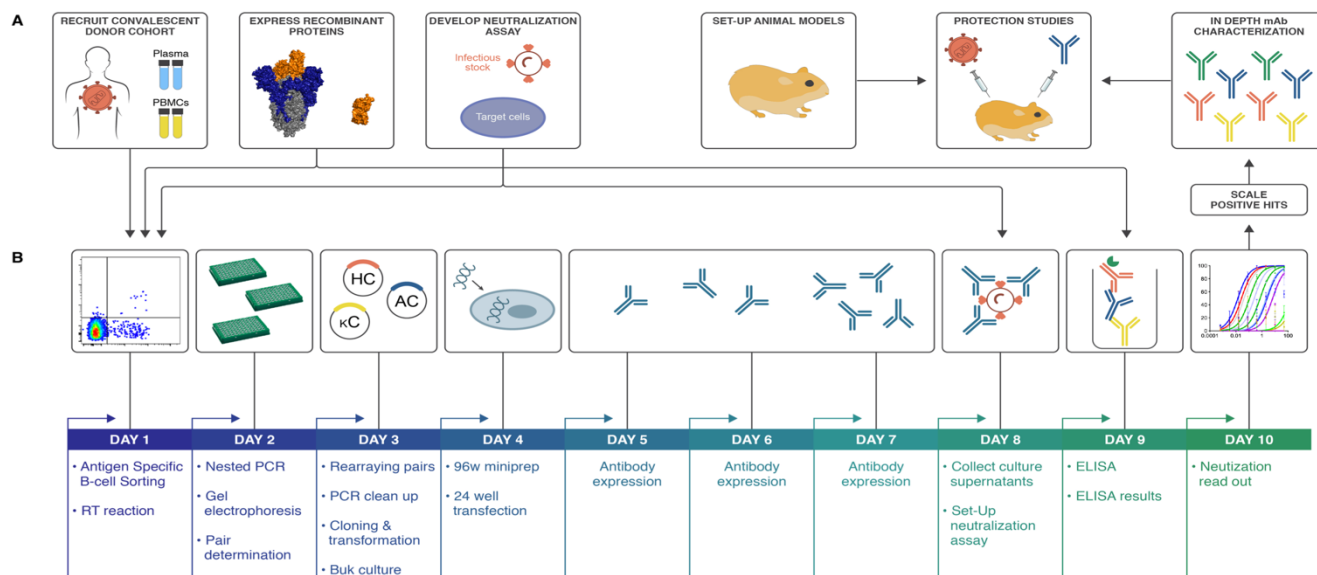 A
RECRUIT CONVALESCENT
DONOR COHORT
Plasma
PBMCs
EXPRESS RECOMBINANT
PROTEINS
DEVELOP NEUTRALIZATION
ASSAY
Infectious
stock
Target cells
SET-UP ANIMAL MODELS
PROTECTION STUDIES
IN DEPTH mAb
CHARACTERIZATION
SCALE
POSITIVE HITS
B
HC
AC
κC
100
80
60
40
20
0
0.0001
0.01
1
100
DAY 1
• Antigen Specific
B-cell Sorting
• RT reaction
DAY 2
• Nested PCR
• Gel
electrophoresis
• Pair
determination
DAY 3
• Rearraying pairs
• PCR clean up
• Cloning &
transformation
• Buk culture
DAY 4
• 96w miniprep
• 24 well
transfection
DAY 5
Antibody
expression
DAY 6
Antibody
expression
DAY 7
Antibody
expression
DAY 8
• Collect culture
supernatants
• Set-Up
neutralization
assay
DAY 9
• ELISA
• ELISA results
DAY 10
• Neutization
read out